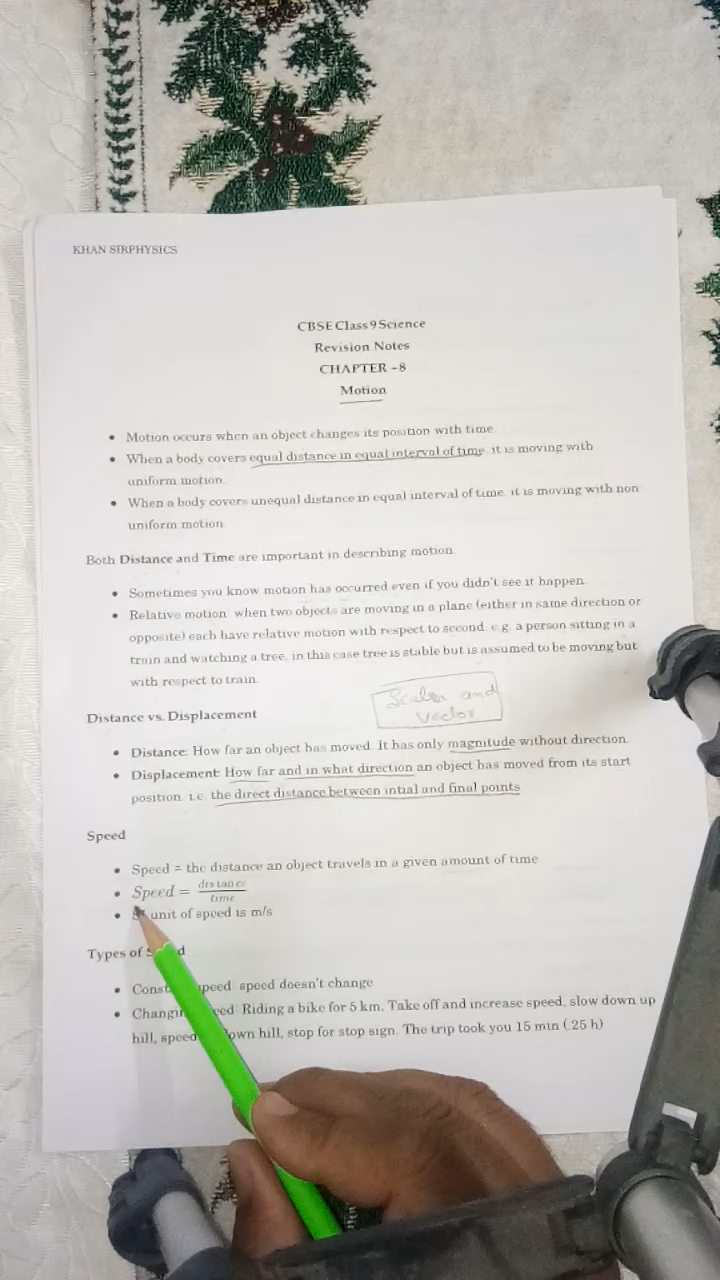 KHAN SIRPHYSICS
CBSE Class 9 Science
Revision Notes
CHAPTER -8
Motion
• Motion occurs when an object changes its position with time.
• When a body covers equal distance in equal interval of time, it is moving with
uniform motion.
• When a body covers unequal distance in equal interval of time, it is moving with non
uniform motion
Both Distance and Time are important in describing motion.
• Sometimes you know motion has occurred even if you didn't see it happen.
• Relative motion: when two objects are moving in a plane (either in same direction or
opposite) each have relative motion with respect to second. e.g. a person sitting in a
train and watching a tree, in this case tree is stable but is assumed to be moving but
with respect to train.
Scaler and
vector
Distance vs. Displacement
• Distance: How far an object has moved. It has only magnitude without direction.
• Displacement: How far and in what direction an object has moved from its start
position. i.e. the direct distance between intial and final points.
Speed
• Speed = the distance an object travels in a given amount of time
• Speed = distance/time
• unit of speed is m/s
Types of
• speed: speed doesn't change
• Riding a bike for 5 km. Take off and increase speed, slow down up
hill, down hill, stop for stop sign. The trip took you 15 min (.25 h)